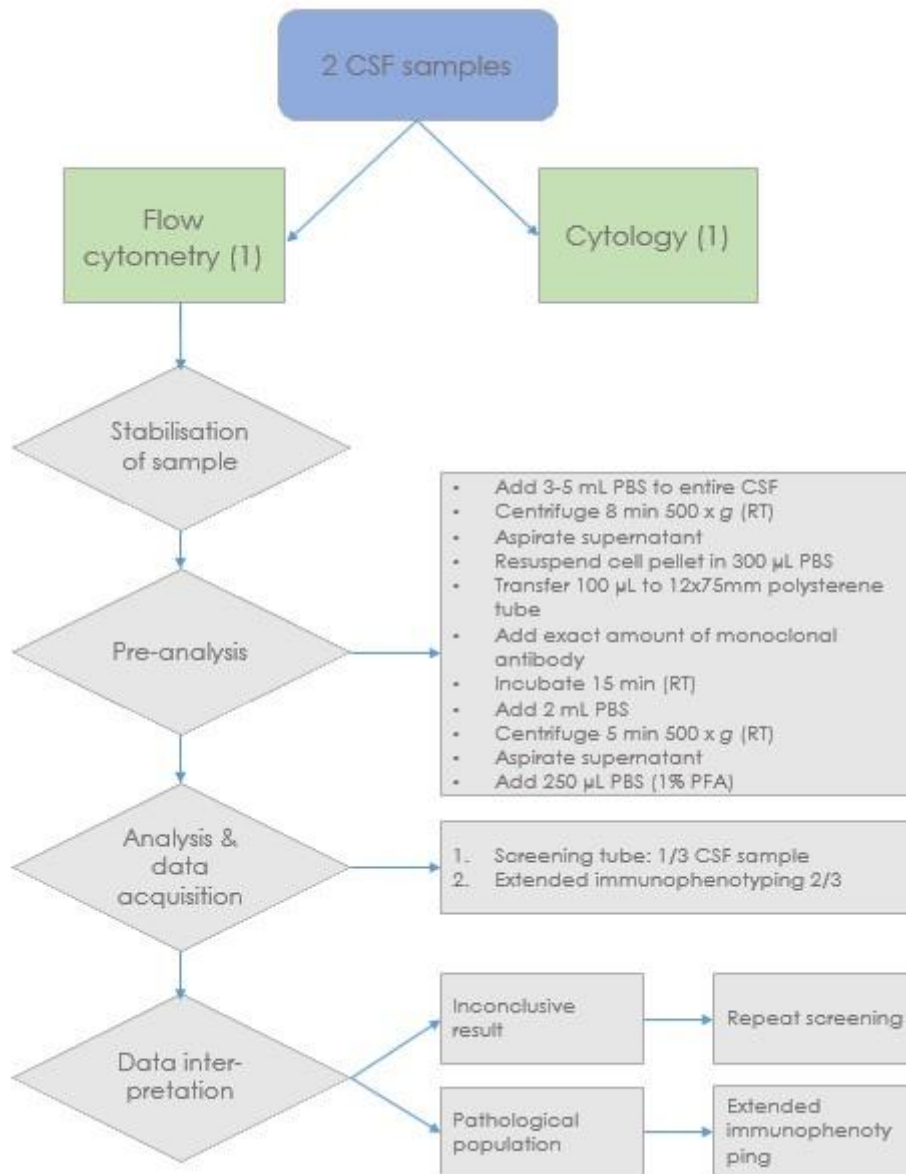 2 CSF samples
Flow
cytometry (1)
Cytology (1)
Stabilisation
of sample
Pre-analysis
• Add 3-5 mL PBS to entire CSF
• Centrifuge 8 min 500 x g (RT)
• Aspirate supernatant
• Resuspend cell pellet in 300 µL PBS
• Transfer 100 µL to 12x75mm polysterene
tube
• Add exact amount of monoclonal
antibody
• Incubate 15 min (RT)
• Add 2 mL PBS
• Centrifuge 5 min 500 x g (RT)
• Aspirate supernatant
• Add 250 µL PBS (1% PFA)
Analysis &
data
acquisition
1. Screening tube: 1/3 CSF sample
2. Extended immunophenotyping 2/3
Data inter-
pretation
Inconclusive
result
Repeat screening
Pathological
population
Extended
immunophenoty
ping